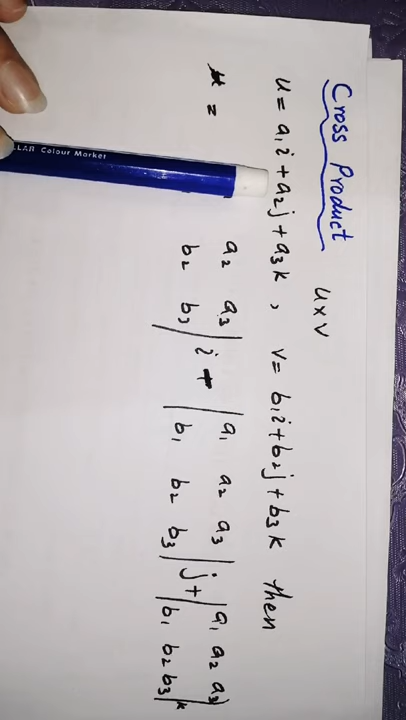 Cross Product
u x v
u = a1i + a2j + a3k , v = b1i + b2j + b3k then
=
a2 a3 | i + | a1 a2 a3 | j + | a1 a2 a3
b2 b3 | b1 b2 b3 | b1 b2 b3 | k
Colour Marker